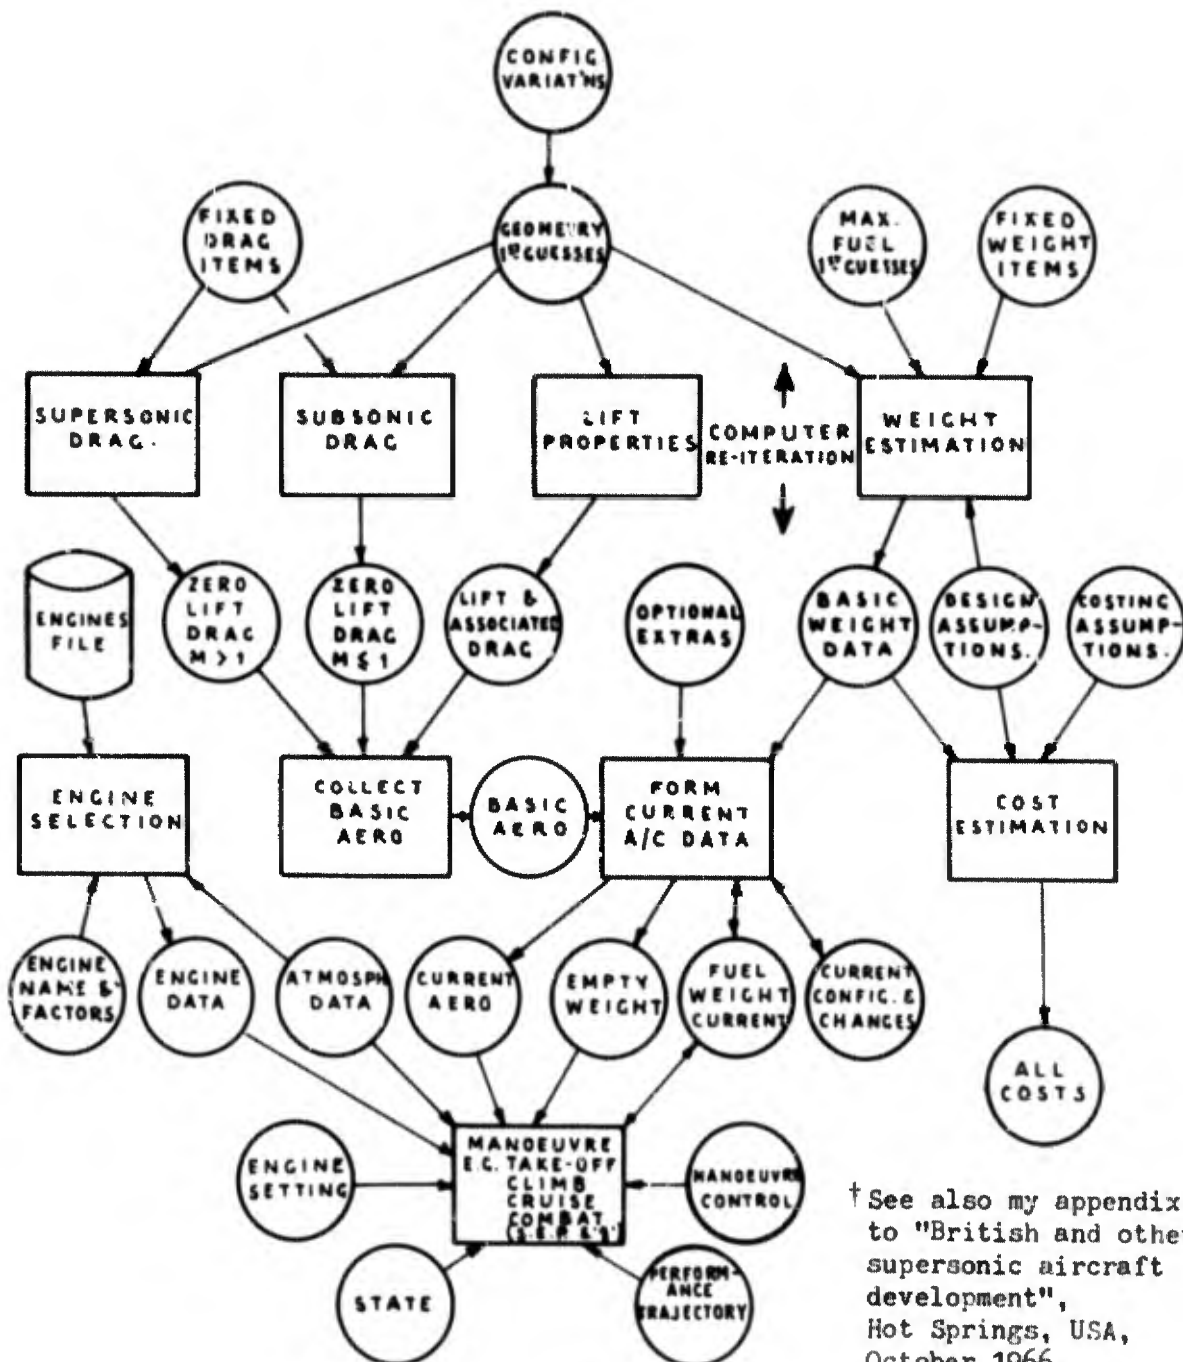 CONFIG
VARIAT'NS
FIXED
DRAG
ITEMS
GEOMETRY
1ST GUESSES
MAX.
FUEL
1ST GUESSES
FIXED
WEIGHT
ITEMS
SUPERSONIC
DRAG.
SUBSONIC
DRAG
LIFT
PROPERTIES
COMPUTER
RE-ITERATION
WEIGHT
ESTIMATION
ENGINES
FILE
ZERO
LIFT
DRAG
M > 1
ZERO
LIFT
DRAG
M ≤ 1
LIFT &
ASSOCIATED
DRAG
OPTIONAL
EXTRAS
BASIC
WEIGHT
DATA
DESIGN
ASSUMP-
TIONS.
COSTING
ASSUMP-
TIONS.
ENGINE
SELECTION
COLLECT
BASIC
AERO
BASIC
AERO
FORM
CURRENT
A/C DATA
COST
ESTIMATION
ENGINE
NAME &
FACTORS
ENGINE
DATA
ATMOSPH
DATA
CURRENT
AERO
EMPTY
WEIGHT
FUEL
WEIGHT
CURRENT
CURRENT
CONFIG. &
CHANGES
ALL
COSTS
ENGINE
SETTING
MANOEUVRE
E.G. TAKE-OFF
CLIMB
CRUISE
COMBAT
(S.E.P. & 'g')
MANOEUVRE
CONTROL
STATE
PERFORM-
ANCE
TRAJECTORY
† See also my appendix
to "British and othe
supersonic aircraft
development",
Hot Springs, USA,
October 1966